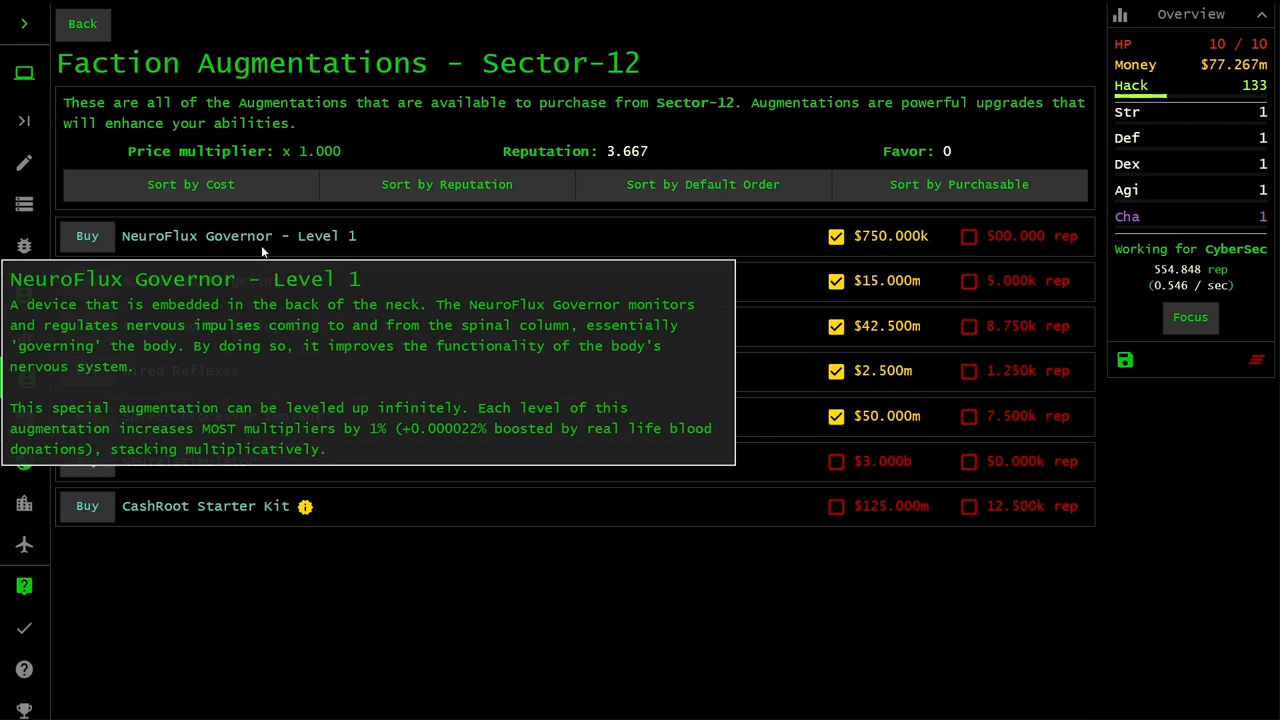 Back
Faction Augmentations - Sector-12
These are all of the Augmentations that are available to purchase from Sector-12. Augmentations are powerful upgrades that
will enhance your abilities.
Price multiplier: x 1.000 Reputation: 3.667 Favor: 0
Sort by Cost Sort by Reputation Sort by Default Order Sort by Purchasable
Buy NeuroFlux Governor - Level 1 $750.000k 500.000 rep
NeuroFlux Governor - Level 1
A device that is embedded in the back of the neck. The NeuroFlux Governor monitors
and regulates nervous impulses coming to and from the spinal column, essentially
'governing' the body. By doing so, it improves the functionality of the body's
nervous system.
This special augmentation can be leveled up infinitely. Each level of this
augmentation increases MOST multipliers by 1% (+0.000022% boosted by real life blood
donations), stacking multiplicatively.
$15.000m 5.000k rep
$42.500m 8.750k rep
Wired Reflexes $2.500m 1.250k rep
$50.000m 7.500k rep
$3.000b 50.000k rep
Buy CashRoot Starter Kit $125.000m 12.500k rep
Overview
HP 10 / 10
Money $77.267m
Hack 133
Str 1
Def 1
Dex 1
Agi 1
Cha 1
Working for CyberSec
554.848 rep
(0.546 / sec)
Focus